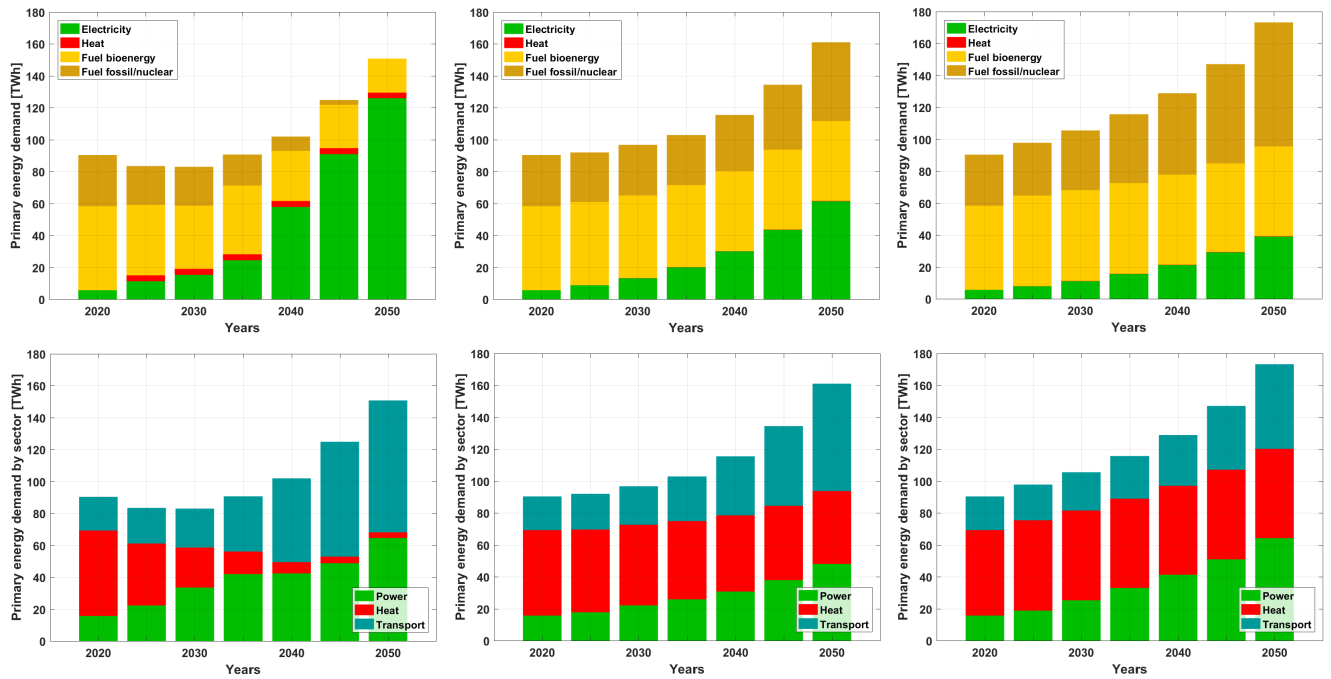 Primary energy demand [TWh]
180
160
140
120
100
80
60
40
20
0
Electricity
Heat
Fuel bioenergy
Fuel fossil/nuclear
2020 2030 2040 2050
Years
Primary energy demand [TWh]
180
160
140
120
100
80
60
40
20
0
Electricity
Heat
Fuel bioenergy
Fuel fossil/nuclear
2020 2030 2040 2050
Years
Primary energy demand [TWh]
180
160
140
120
100
80
60
40
20
0
Electricity
Heat
Fuel bioenergy
Fuel fossil/nuclear
2020 2030 2040 2050
Years
Primary energy demand by sector [TWh]
180
160
140
120
100
80
60
40
20
0
Power
Heat
Transport
2020 2030 2040 2050
Years
Primary energy demand by sector [TWh]
180
160
140
120
100
80
60
40
20
0
Power
Heat
Transport
2020 2030 2040 2050
Years
Primary energy demand by sector [TWh]
180
160
140
120
100
80
60
40
20
0
Power
Heat
Transport
2020 2030 2040 2050
Years